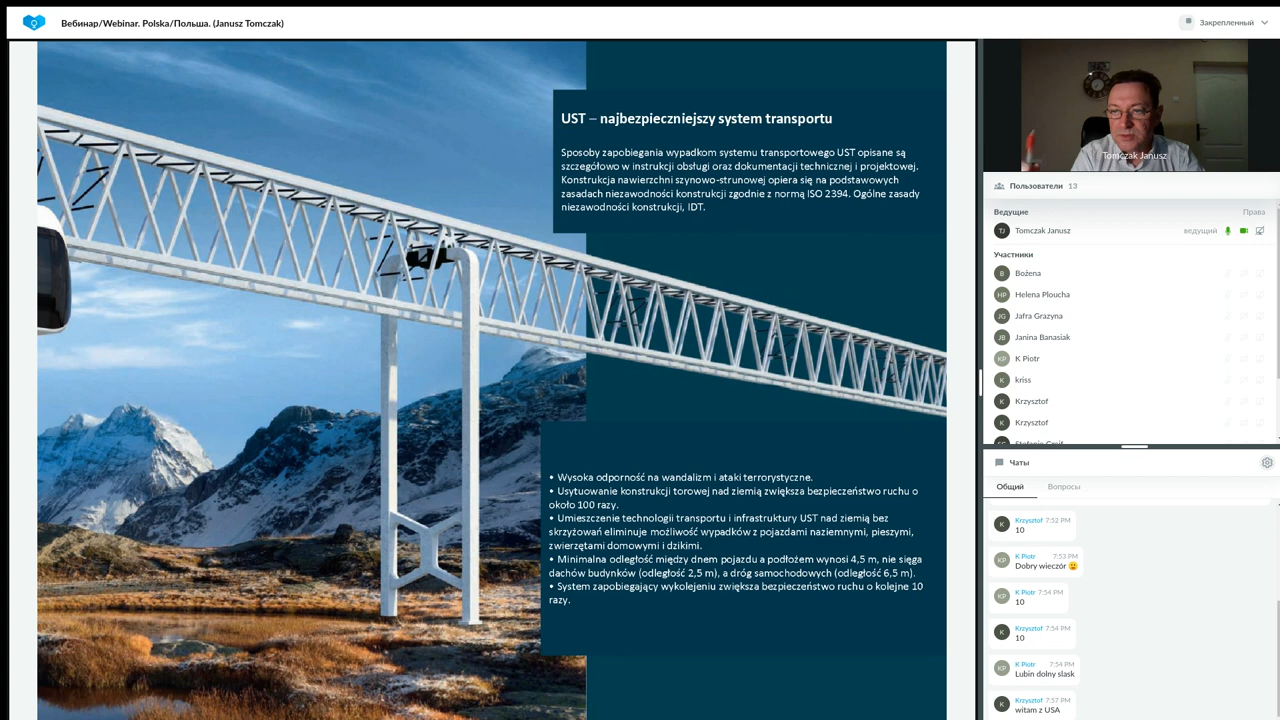 Вебинар/Webinar. Polska/Польша. (Janusz Tomczak)
Закрепленный
UST – najbezpieczniejszy system transportu
Sposoby zapobiegania wypadkom systemu transportowego UST opisane są
szczegółowo w instrukcji obsługi oraz dokumentacji technicznej i projektowej.
Konstrukcja nawierzchni szynowo-strunowej opiera się na podstawowych
zasadach niezawodności konstrukcji zgodnie z normą ISO 2394. Ogólne zasady
niezawodności konstrukcji, IDT.
• Wysoka odporność na wandalizm i ataki terrorystyczne.
• Usytuowanie konstrukcji torowej nad ziemią zwiększa bezpieczeństwo ruchu o
około 100 razy.
• Umieszczenie technologii transportu i infrastruktury UST nad ziemią bez
skrzyżowań eliminuje możliwość wypadków z pojazdami naziemnymi, pieszymi,
zwierzętami domowymi i dzikimi.
• Minimalna odległość między dnem pojazdu a podłożem wynosi 4,5 m, nie sięga
dachów budynków (odległość 2,5 m), a dróg samochodowych (odległość 6,5 m).
• System zapobiegający wykolejeniu zwiększa bezpieczeństwo ruchu o kolejne 10
razy.
Tomczak Janusz
Пользователи 13
Ведущие Права
TJ Tomczak Janusz ведущий
Участники
B Bożena
HP Helena Ploucha
JG Jafra Grazyna
JB Janina Banasiak
KP K Piotr
K kriss
K Krzysztof
K Krzysztof
Stefania Greif
Чаты
Общий Вопросы
K Krzysztof 7:52 PM
10
KP K Piotr 7:53 PM
Dobry wieczór 🙂
KP K Piotr 7:54 PM
10
K Krzysztof 7:54 PM
10
KP K Piotr 7:54 PM
Lubin dolny slask
K Krzysztof 7:57 PM
witam z USA